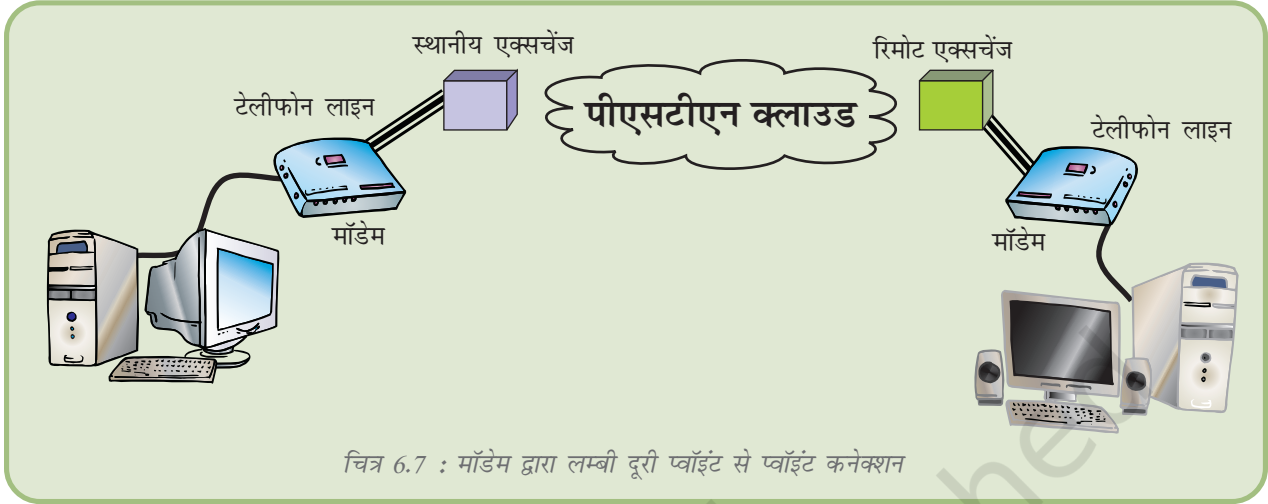 स्थानीय एक्सचेंज
रिमोट एक्सचेंज
टेलीफोन लाइन
पीएसटीएन क्लाउड
टेलीफोन लाइन
मॉडेम
मॉडेम
चित्र 6.7 : मॉडेम द्वारा लम्बी दूरी प्वॉइंट से प्वॉइंट कनेक्शन